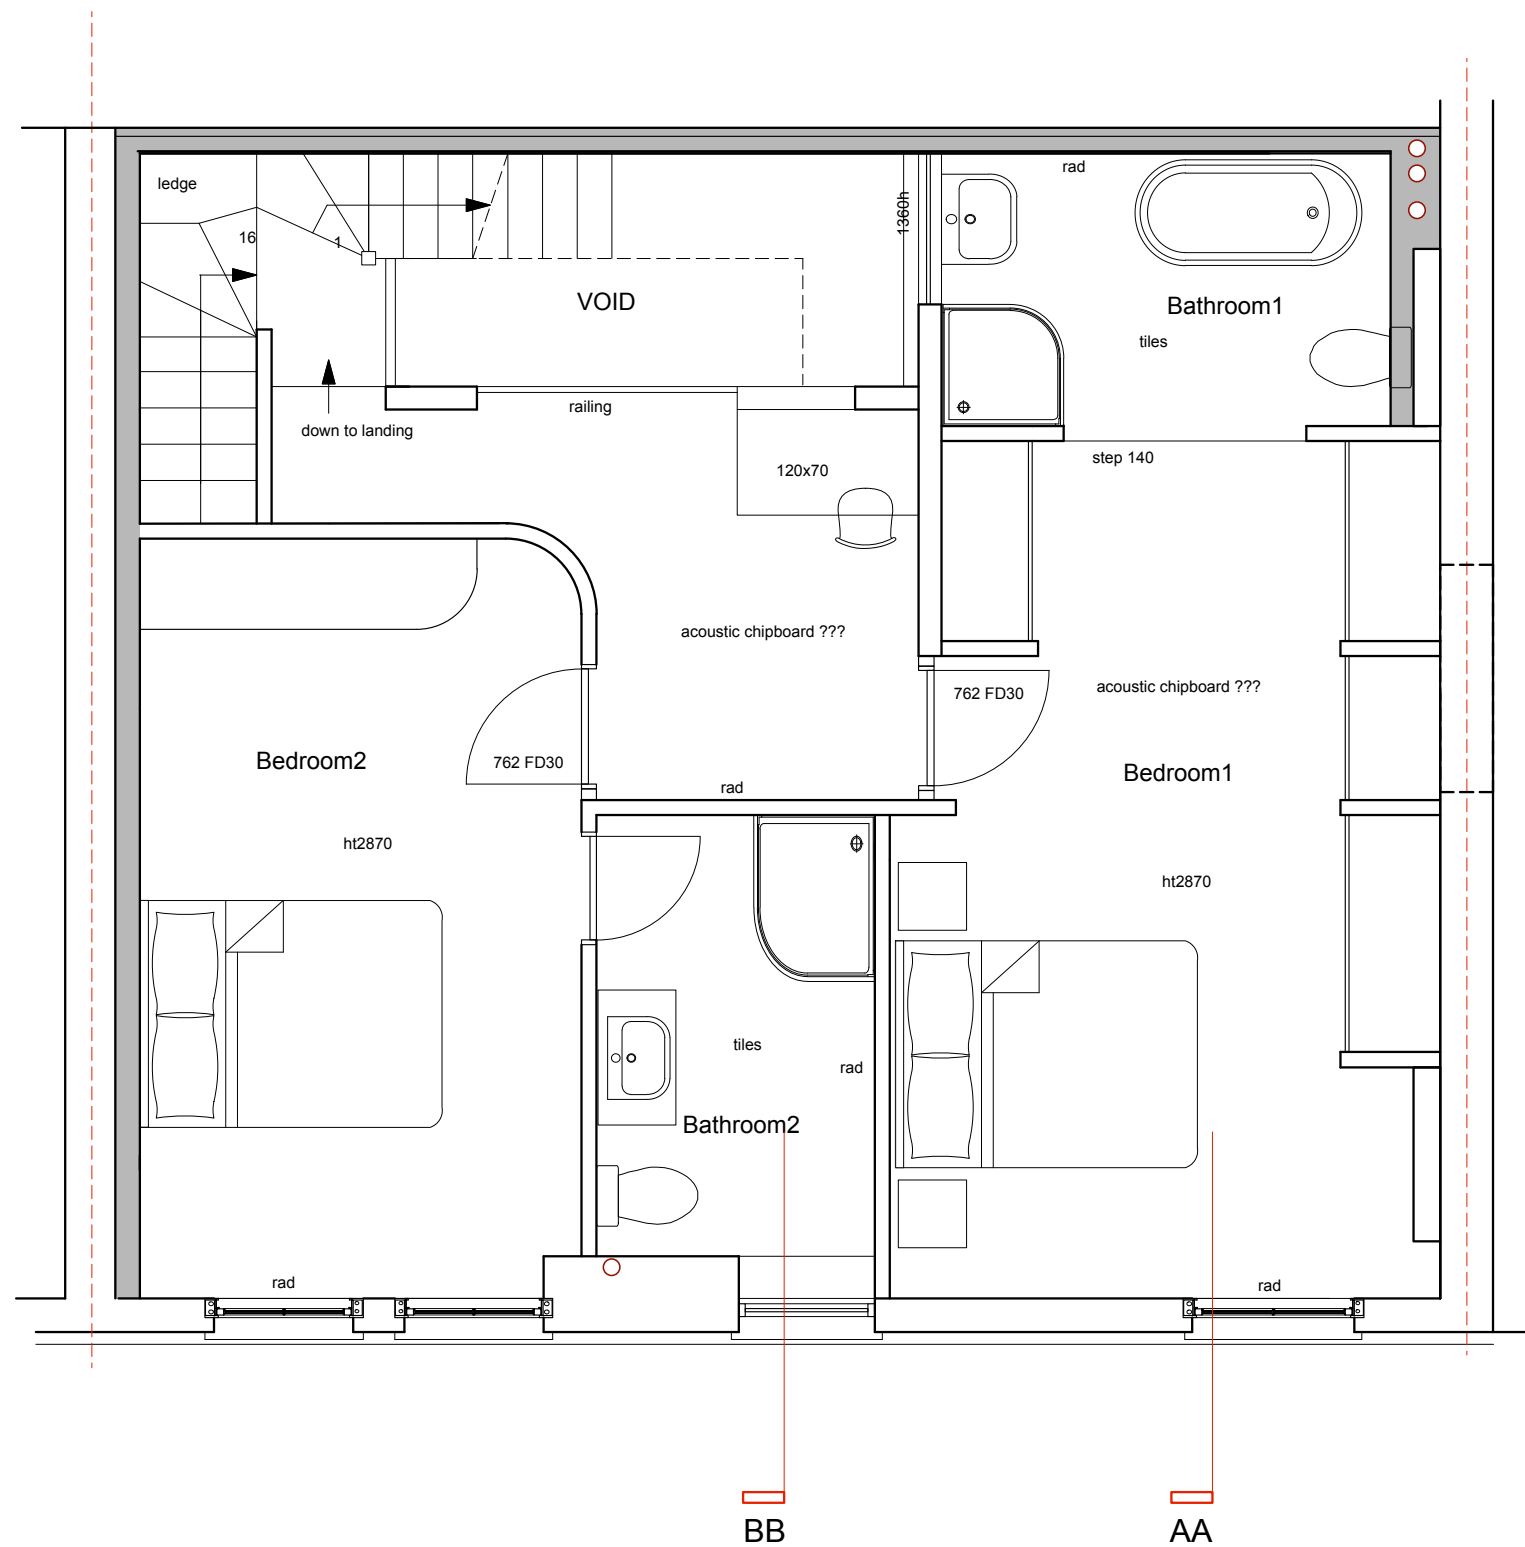 rad
ledge
1360h
16
1
VOID
Bathroom1
tiles
railing
down to landing
step 140
120x70
acoustic chipboard ???
acoustic chipboard ???
762 FD30
Bedroom2
762 FD30
Bedroom1
rad
ht2870
ht2870
tiles
rad
Bathroom2
rad
rad
BB
AA